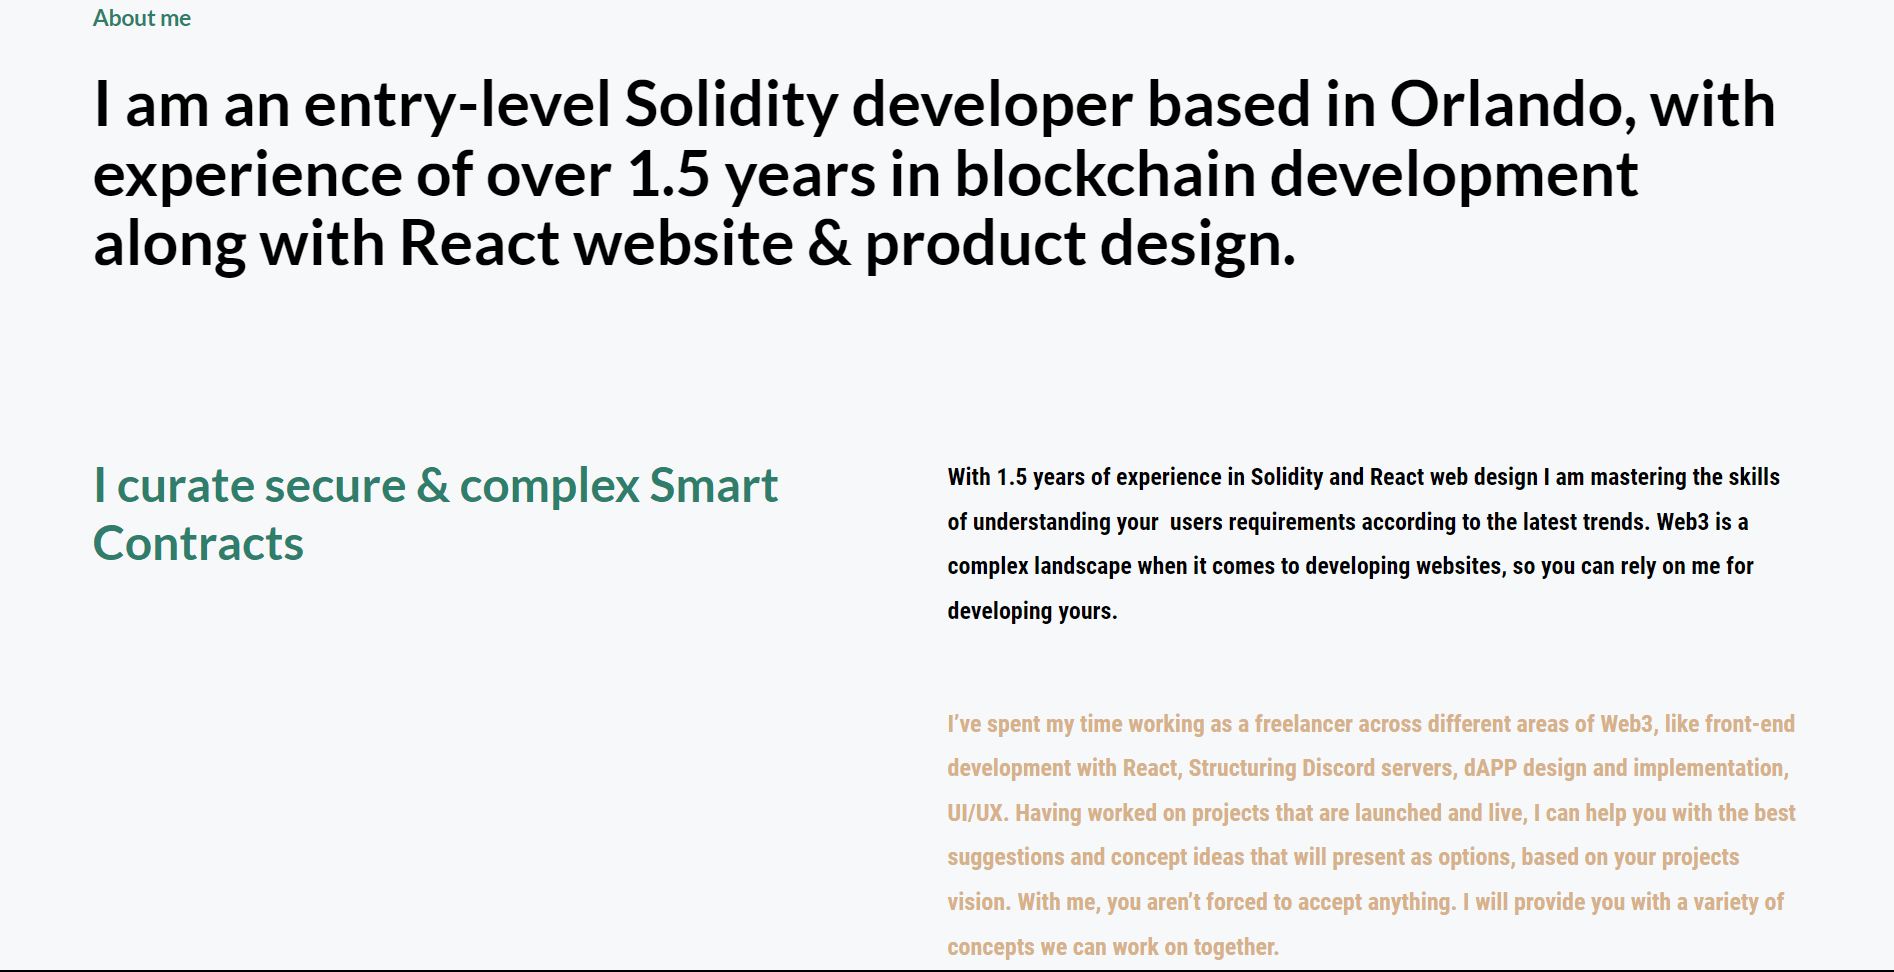 About me
I am an entry-level Solidity developer based in Orlando, with
experience of over 1.5 years in blockchain development
along with React website & product design.
I curate secure & complex Smart
Contracts
With 1.5 years of experience in Solidity and React web design I am mastering the skills
of understanding your  users requirements according to the latest trends. Web3 is a
complex landscape when it comes to developing websites, so you can rely on me for
developing yours.
I’ve spent my time working as a freelancer across different areas of Web3, like front-end
development with React, Structuring Discord servers, dAPP design and implementation,
UI/UX. Having worked on projects that are launched and live, I can help you with the best
suggestions and concept ideas that will present as options, based on your projects
vision. With me, you aren’t forced to accept anything. I will provide you with a variety of
concepts we can work on together.